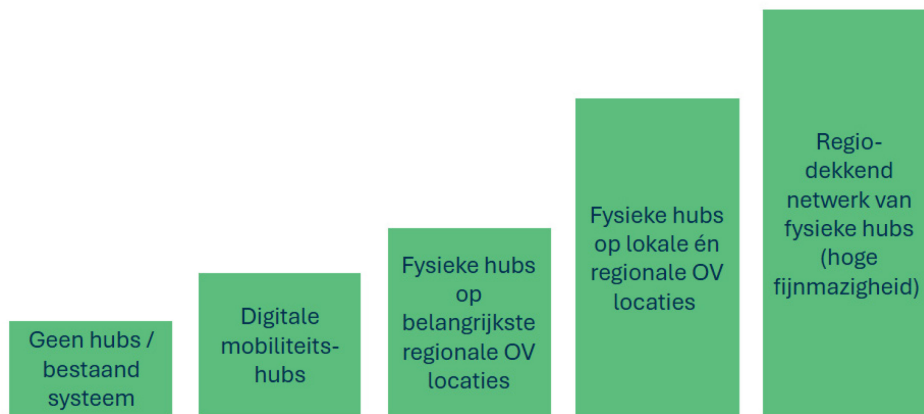 Geen hubs /
bestaand
systeem
Digitale
mobiliteits-
hubs
Fysieke hubs
op
belangrijkste
regionale OV
locaties
Fysieke hubs
op lokale én
regionale OV
locaties
Regio-
dekkend
netwerk van
fysieke hubs
(hoge
fijnmazigheid)